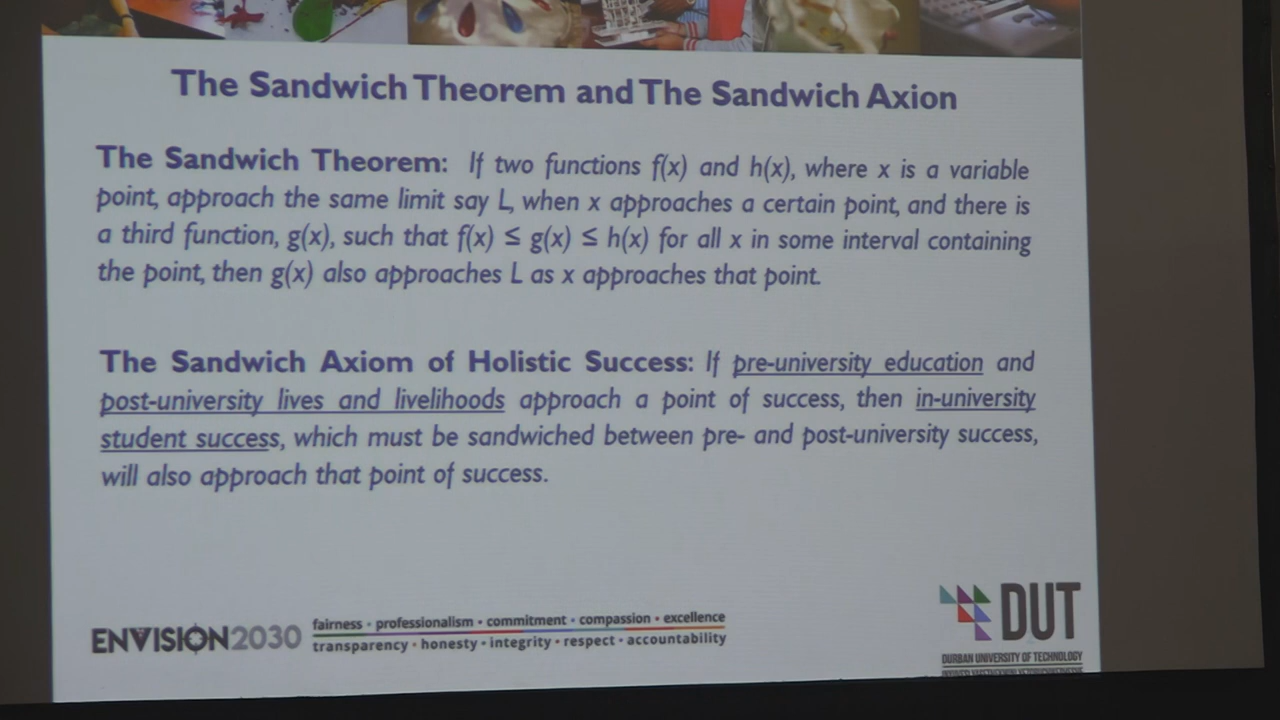 The Sandwich Theorem and The Sandwich Axion
The Sandwich Theorem: If two functions f(x) and h(x), where x is a variable
point, approach the same limit say L, when x approaches a certain point, and there is
a third function, g(x), such that f(x) ≤ g(x) ≤ h(x) for all x in some interval containing
the point, then g(x) also approaches L as x approaches that point.
The Sandwich Axiom of Holistic Success: If pre-university education and
post-university lives and livelihoods approach a point of success, then in-university
student success, which must be sandwiched between pre- and post-university success,
will also approach that point of success.
ENVISION2030
fairness • professionalism • commitment • compassion • excellence
transparency • honesty • integrity • respect • accountability
DUT
DURBAN UNIVERSITY OF TECHNOLOGY